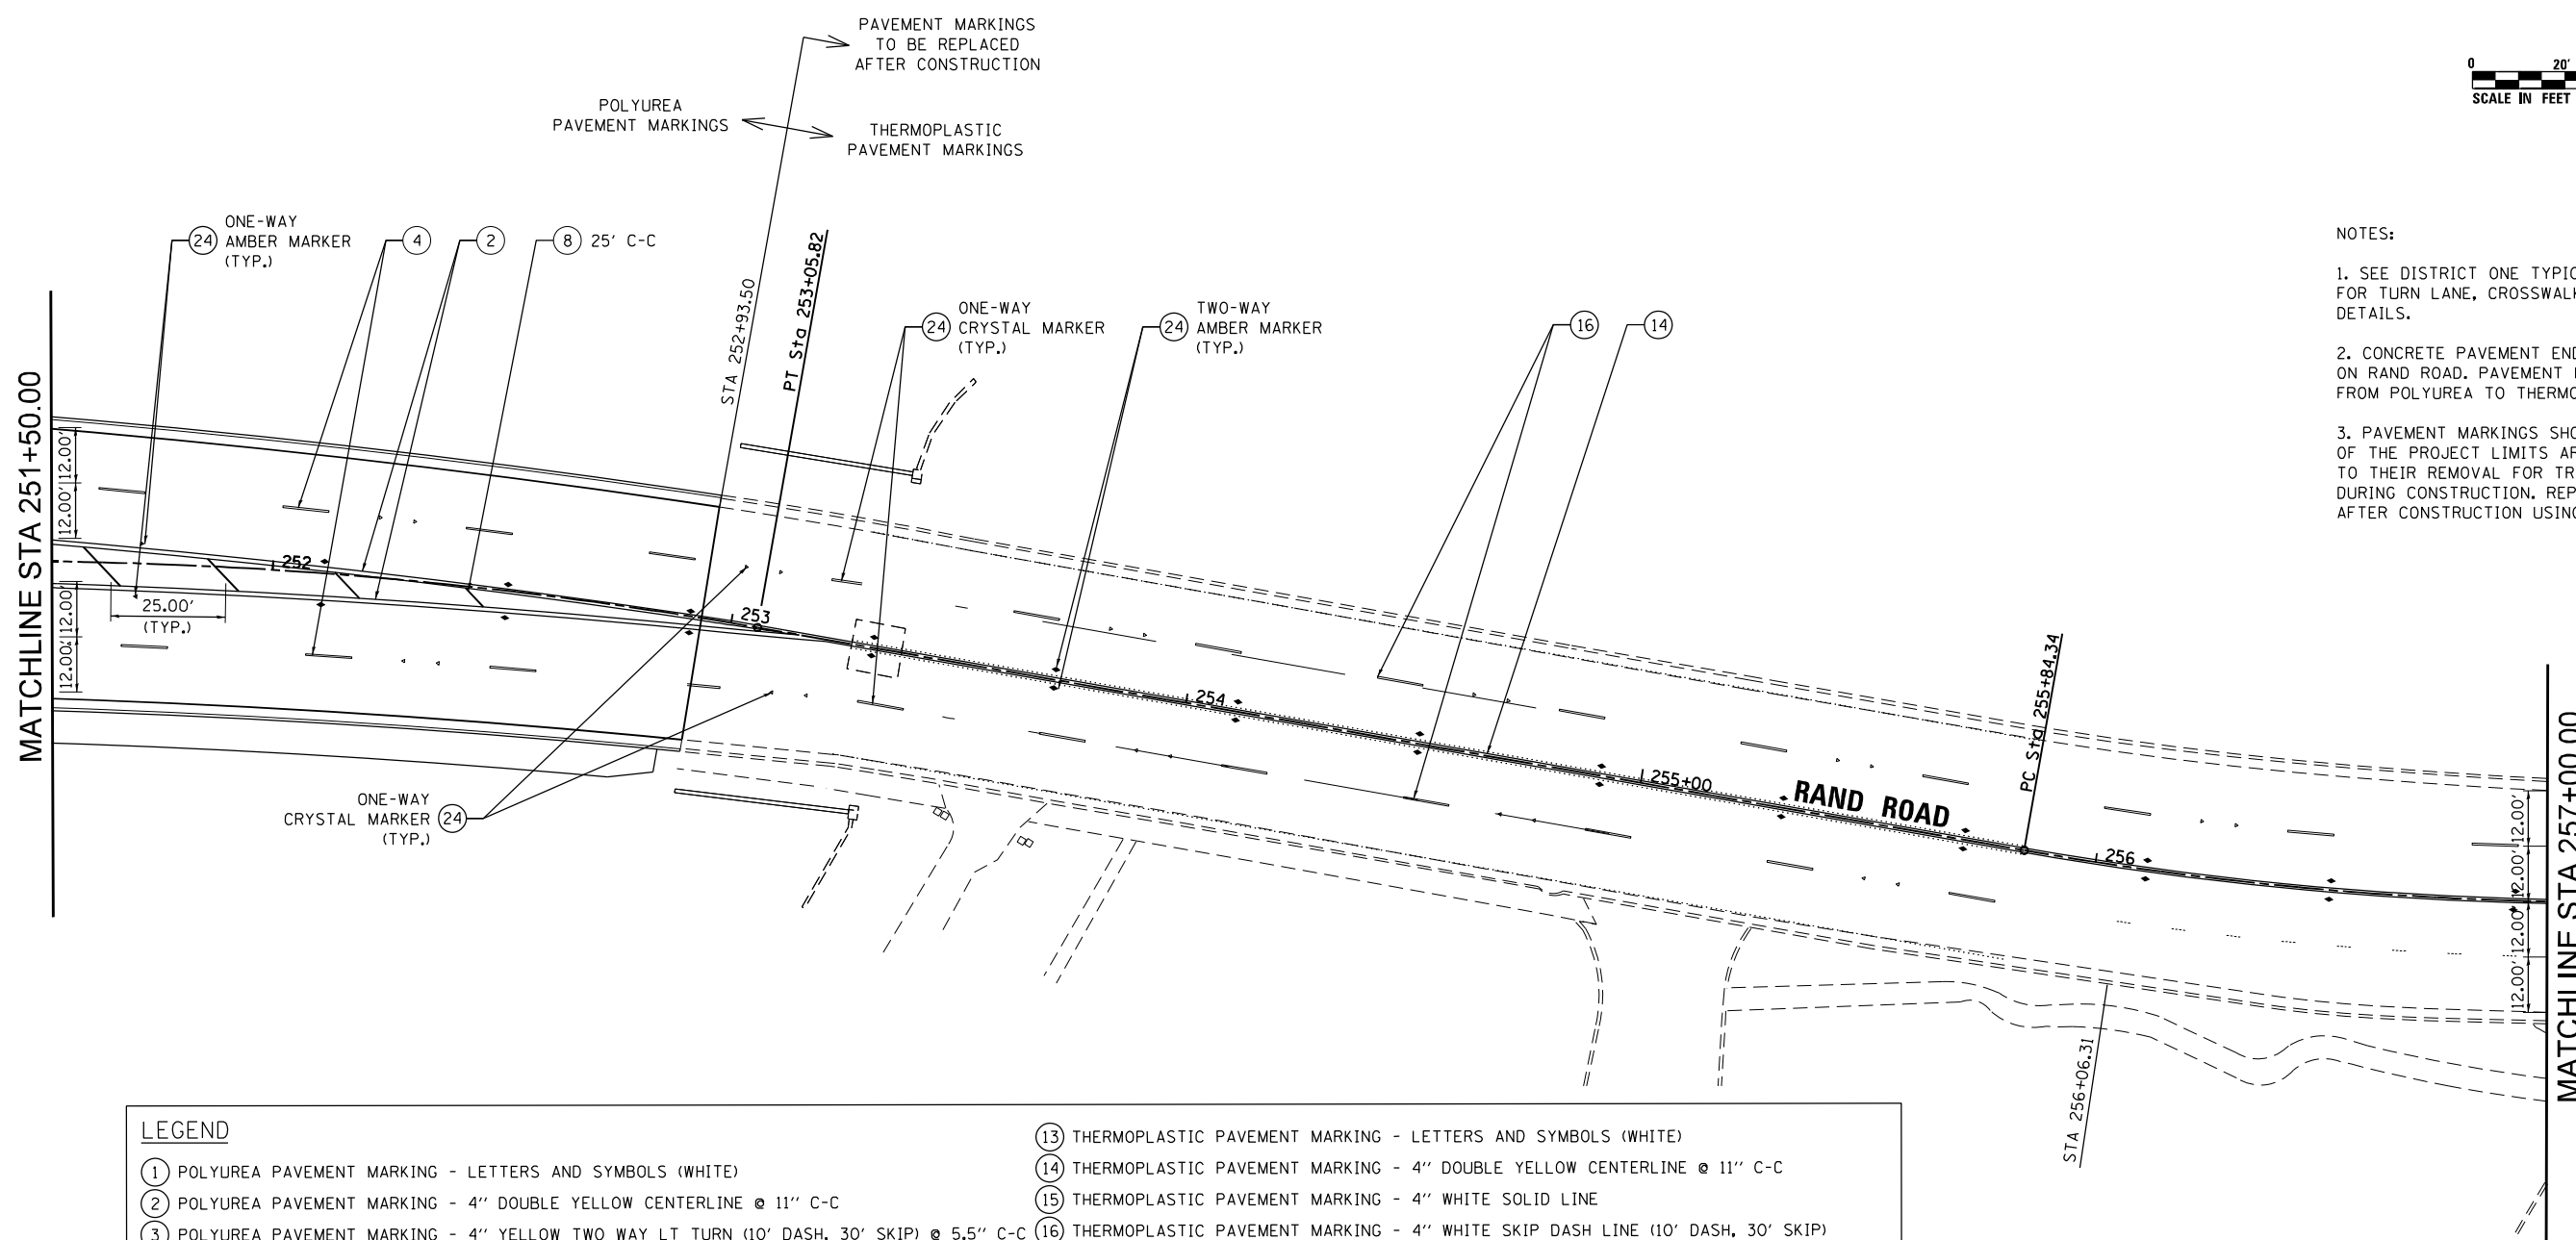 PAVEMENT MARKINGS
TO BE REPLACED
AFTER CONSTRUCTION
POLYUREA
PAVEMENT MARKINGS
THERMOPLASTIC
PAVEMENT MARKINGS
0 20'
SCALE IN FEET
24 ONE-WAY
AMBER MARKER
(TYP.)
4
2
8 25' C-C
STA 252+93.50
PT Sta 253+05.82
24 ONE-WAY
CRYSTAL MARKER
(TYP.)
24 TWO-WAY
AMBER MARKER
(TYP.)
16
14
NOTES:
1. SEE DISTRICT ONE
FOR TURN LANE,
DETAILS.
2. CONCRETE PAVEMENT
ON RAND ROAD. PAVEMENT
FROM POLYUREA TO
3. PAVEMENT MARKINGS
OF THE PROJECT LIMITS
TO THEIR REMOVAL FOR
DURING CONSTRUCTION.
AFTER CONSTRUCTION
MATCHLINE STA 251+50.00
12.00'
12.00'
12.00'
12.00'
25.00'
(TYP.)
252
253
254
255+00
256
RAND ROAD
PC Sta 255+84.34
12.00'
12.00'
12.00'
12.00'
MATCHLINE STA 257+00.00
ONE-WAY
CRYSTAL MARKER 24
(TYP.)
STA 256+06.31
LEGEND
1 POLYUREA PAVEMENT MARKING - LETTERS AND SYMBOLS (WHITE)
2 POLYUREA PAVEMENT MARKING - 4" DOUBLE YELLOW CENTERLINE @ 11" C-C
3 POLYUREA PAVEMENT MARKING - 4" YELLOW TWO WAY LT TURN (10' DASH, 30' SKIP) @ 5.5" C-C
13 THERMOPLASTIC PAVEMENT MARKING - LETTERS AND SYMBOLS (WHITE)
14 THERMOPLASTIC PAVEMENT MARKING - 4" DOUBLE YELLOW CENTERLINE @ 11" C-C
15 THERMOPLASTIC PAVEMENT MARKING - 4" WHITE SOLID LINE
16 THERMOPLASTIC PAVEMENT MARKING - 4" WHITE SKIP DASH LINE (10' DASH, 30' SKIP)